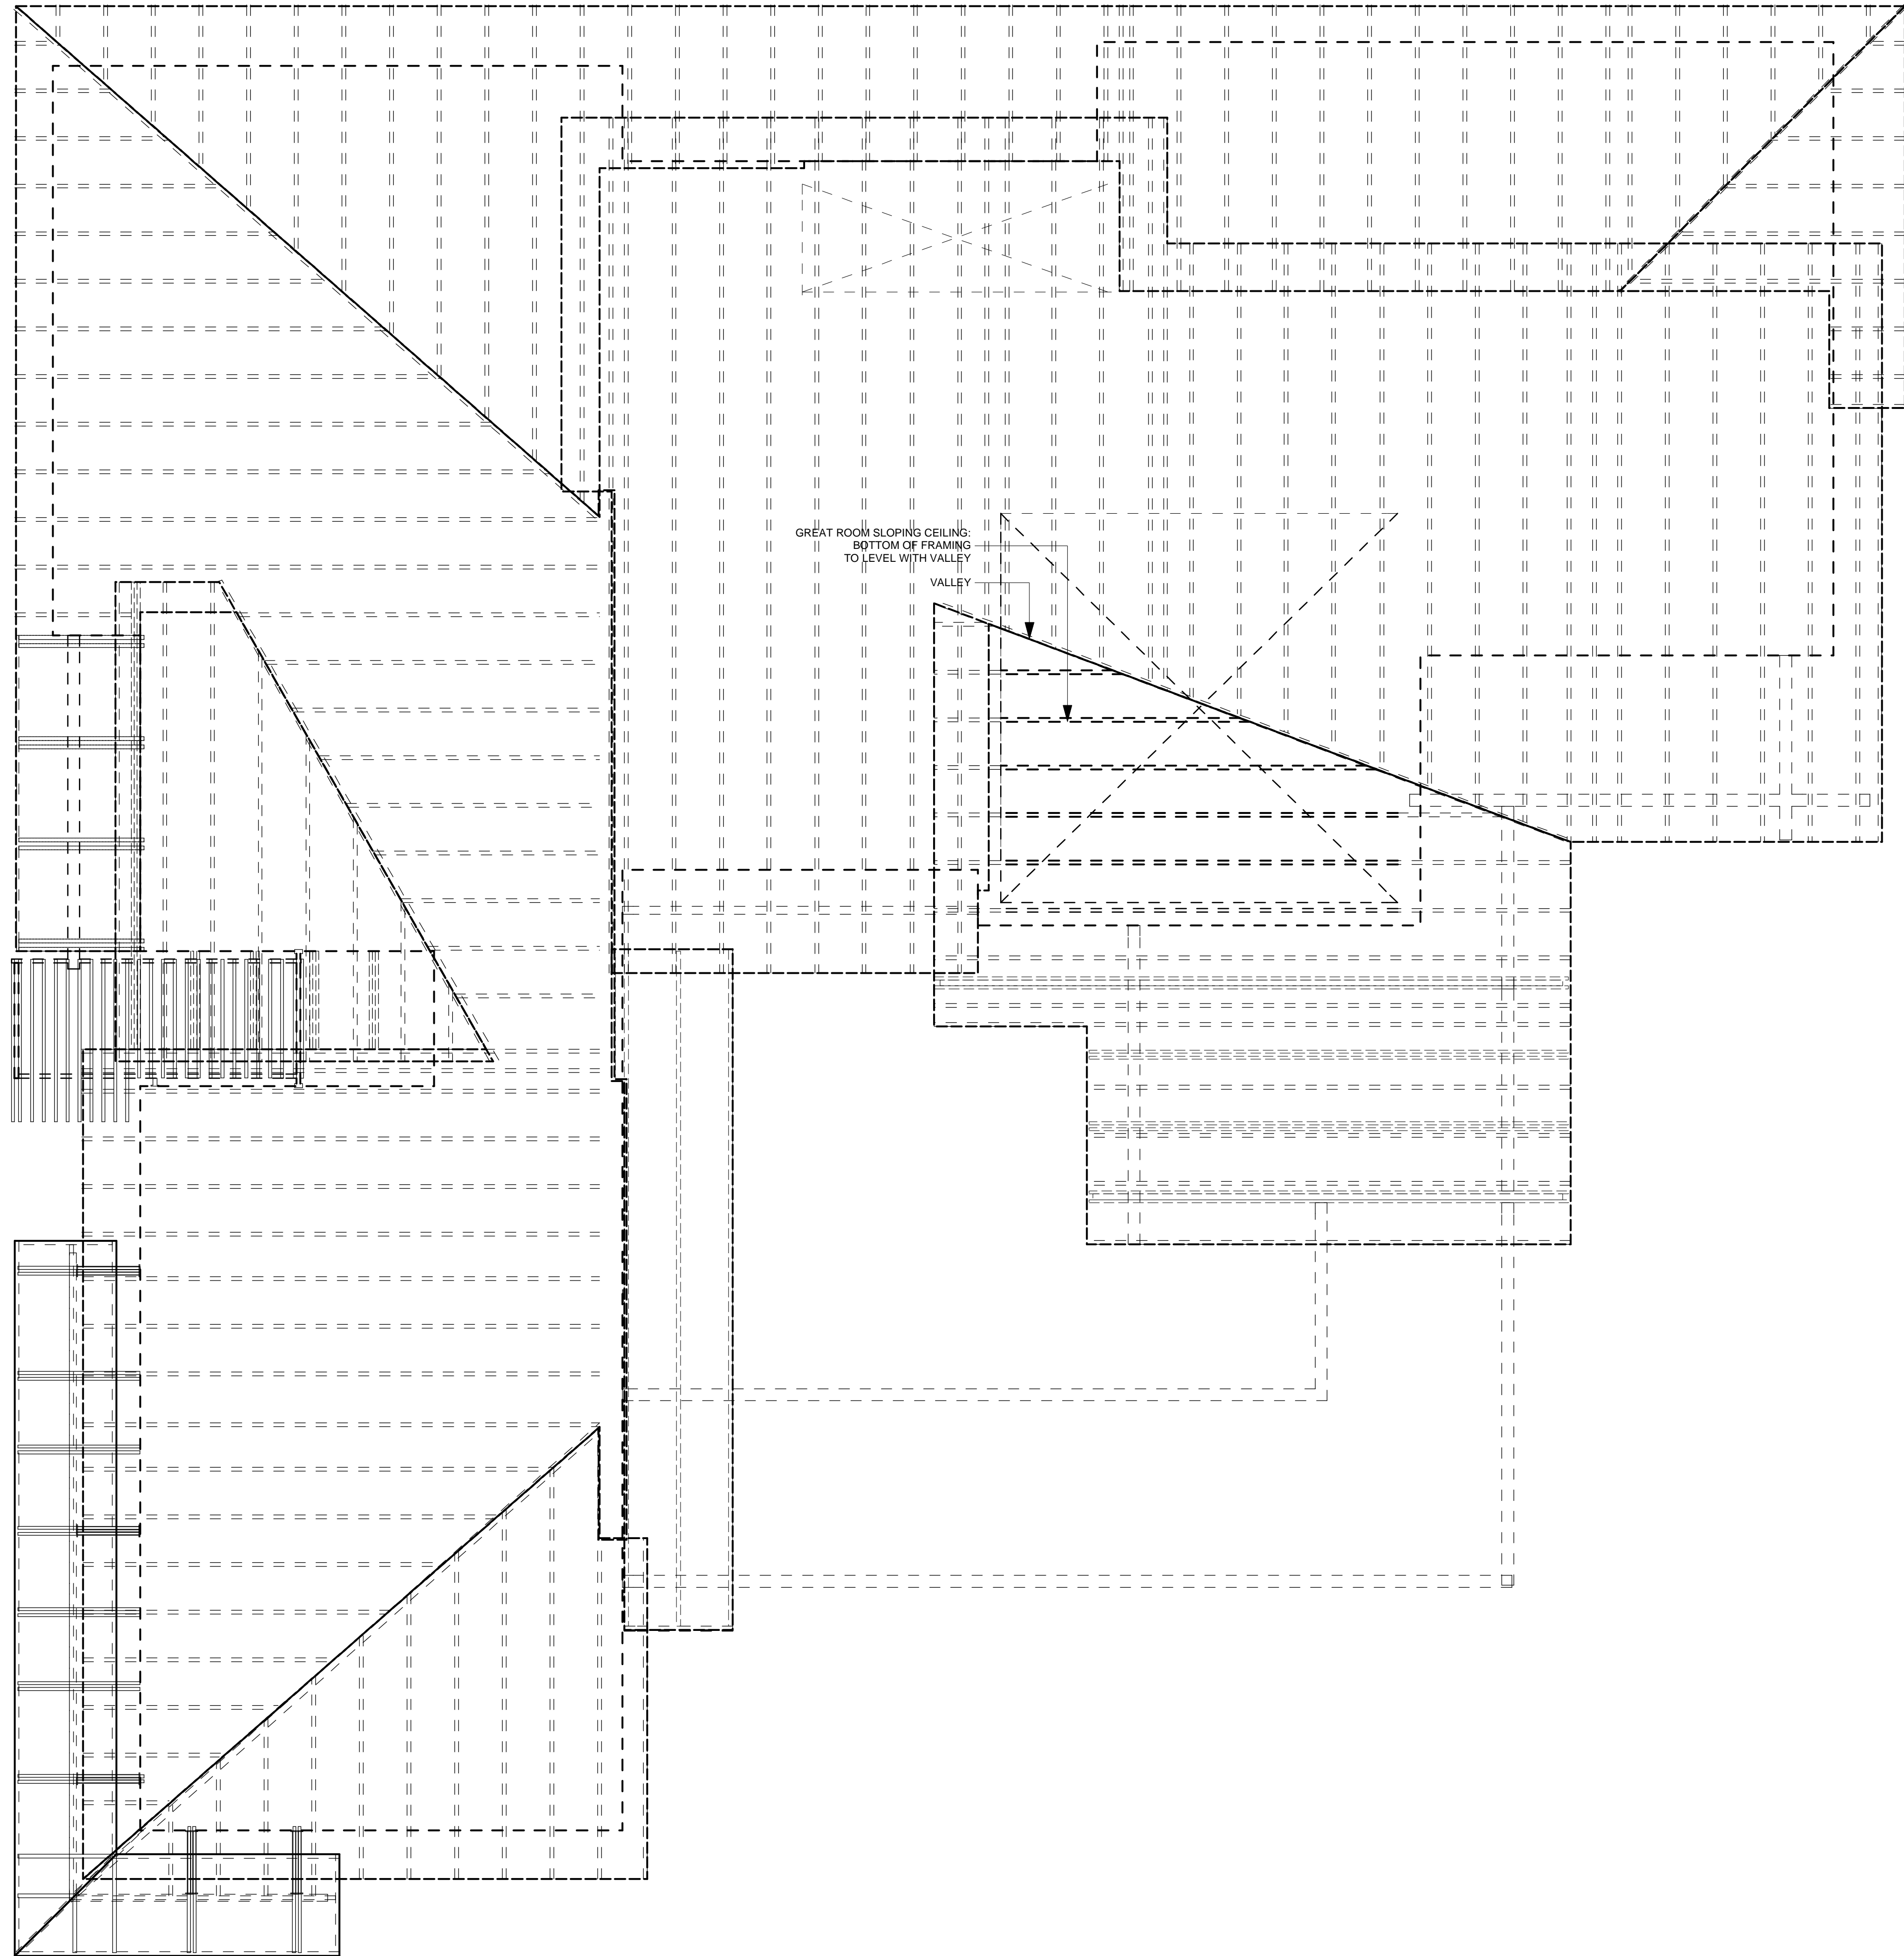 GREAT ROOM SLOPING CEILING:
BOTTOM OF FRAMING
TO LEVEL WITH VALLEY
VALLEY